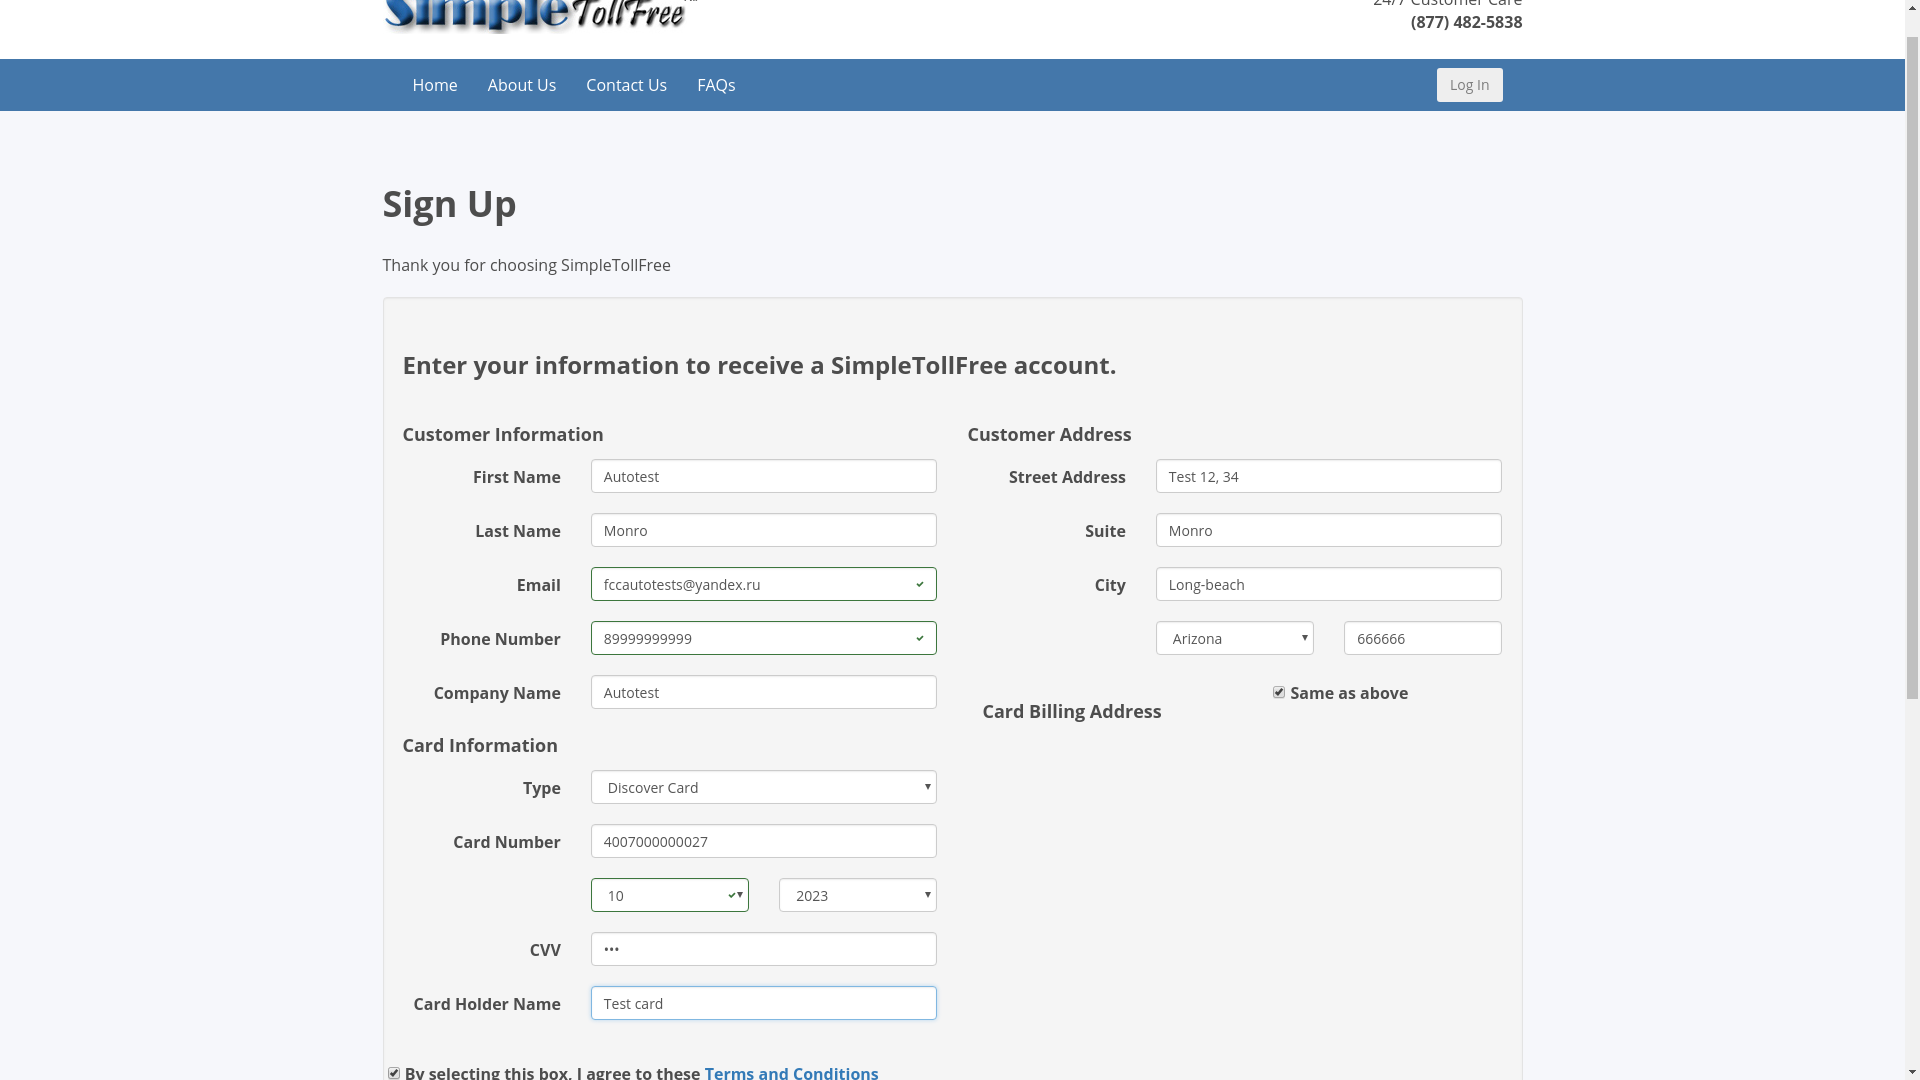 SimpleTollFree
24/7 Customer Care
(877) 482-5838
Home About Us Contact Us FAQs Log In
Sign Up
Thank you for choosing SimpleTollFree
Enter your information to receive a SimpleTollFree account.
Customer Information
First Name Autotest
Last Name Monro
Email fccautotests@yandex.ru
Phone Number 89999999999
Company Name Autotest
Card Information
Type Discover Card
Card Number 4007000000027
10 2023
CVV •••
Card Holder Name Test card
Customer Address
Street Address Test 12, 34
Suite Monro
City Long-beach
Arizona 666666
Same as above
Card Billing Address
By selecting this box, I agree to these Terms and Conditions